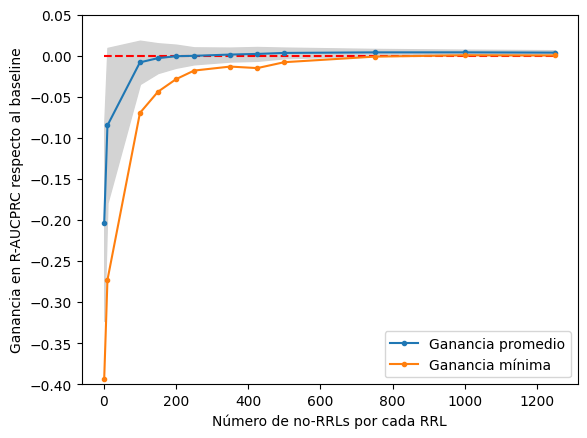 0.05
0.00
−0.05
−0.10
−0.15
−0.20
−0.25
−0.30
−0.35
−0.40
Ganancia en R-AUCPRC respecto al baseline
Ganancia promedio
Ganancia mínima
0 200 400 600 800 1000 1200
Número de no-RRLs por cada RRL